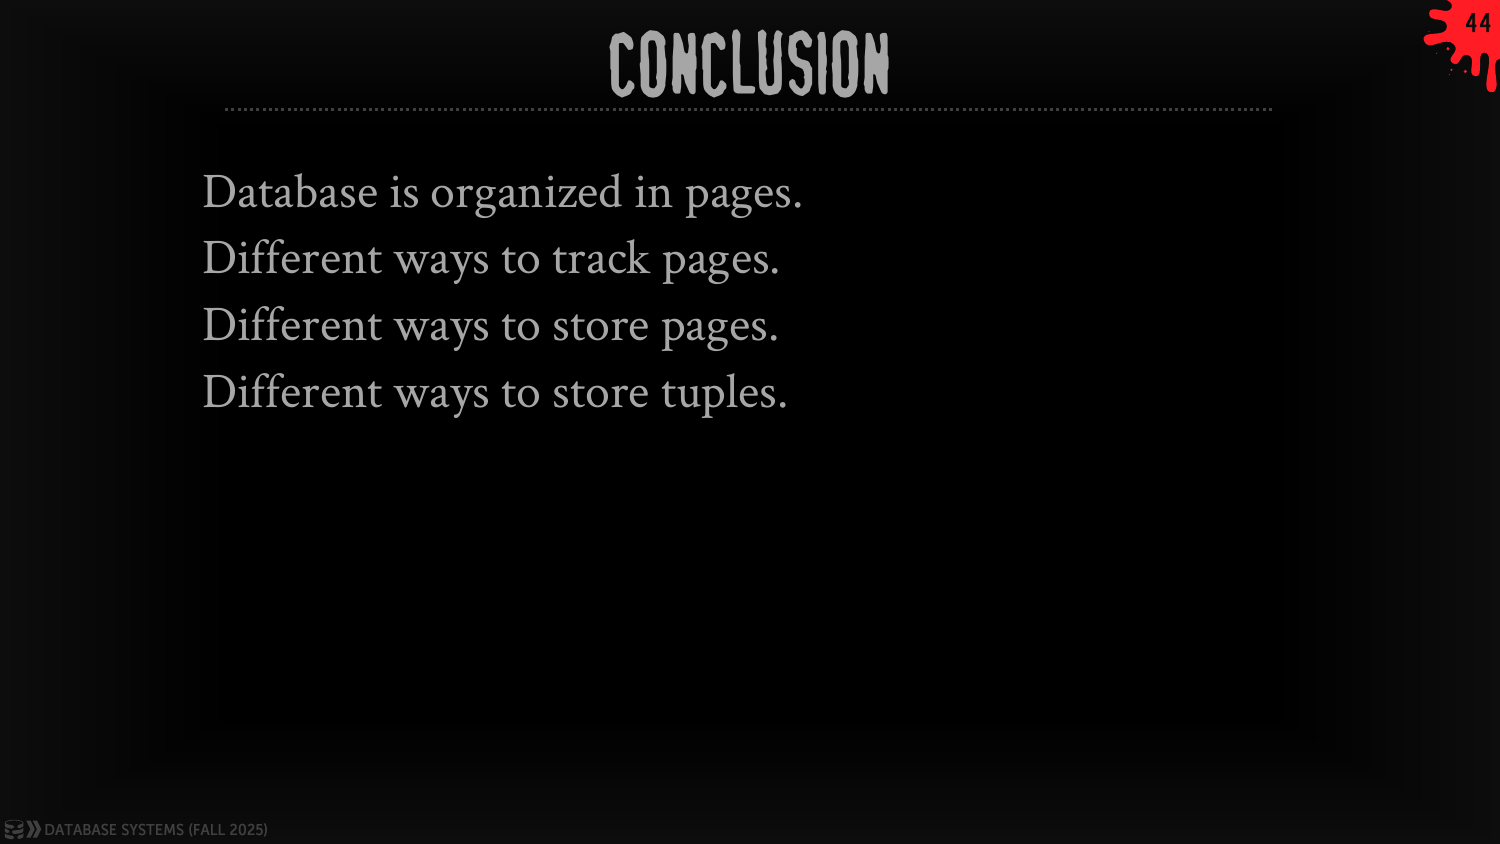 44
CONCLUSION
Database is organized in pages.
Different ways to track pages.
Different ways to store pages.
Different ways to store tuples.
DATABASE SYSTEMS (FALL 2025)